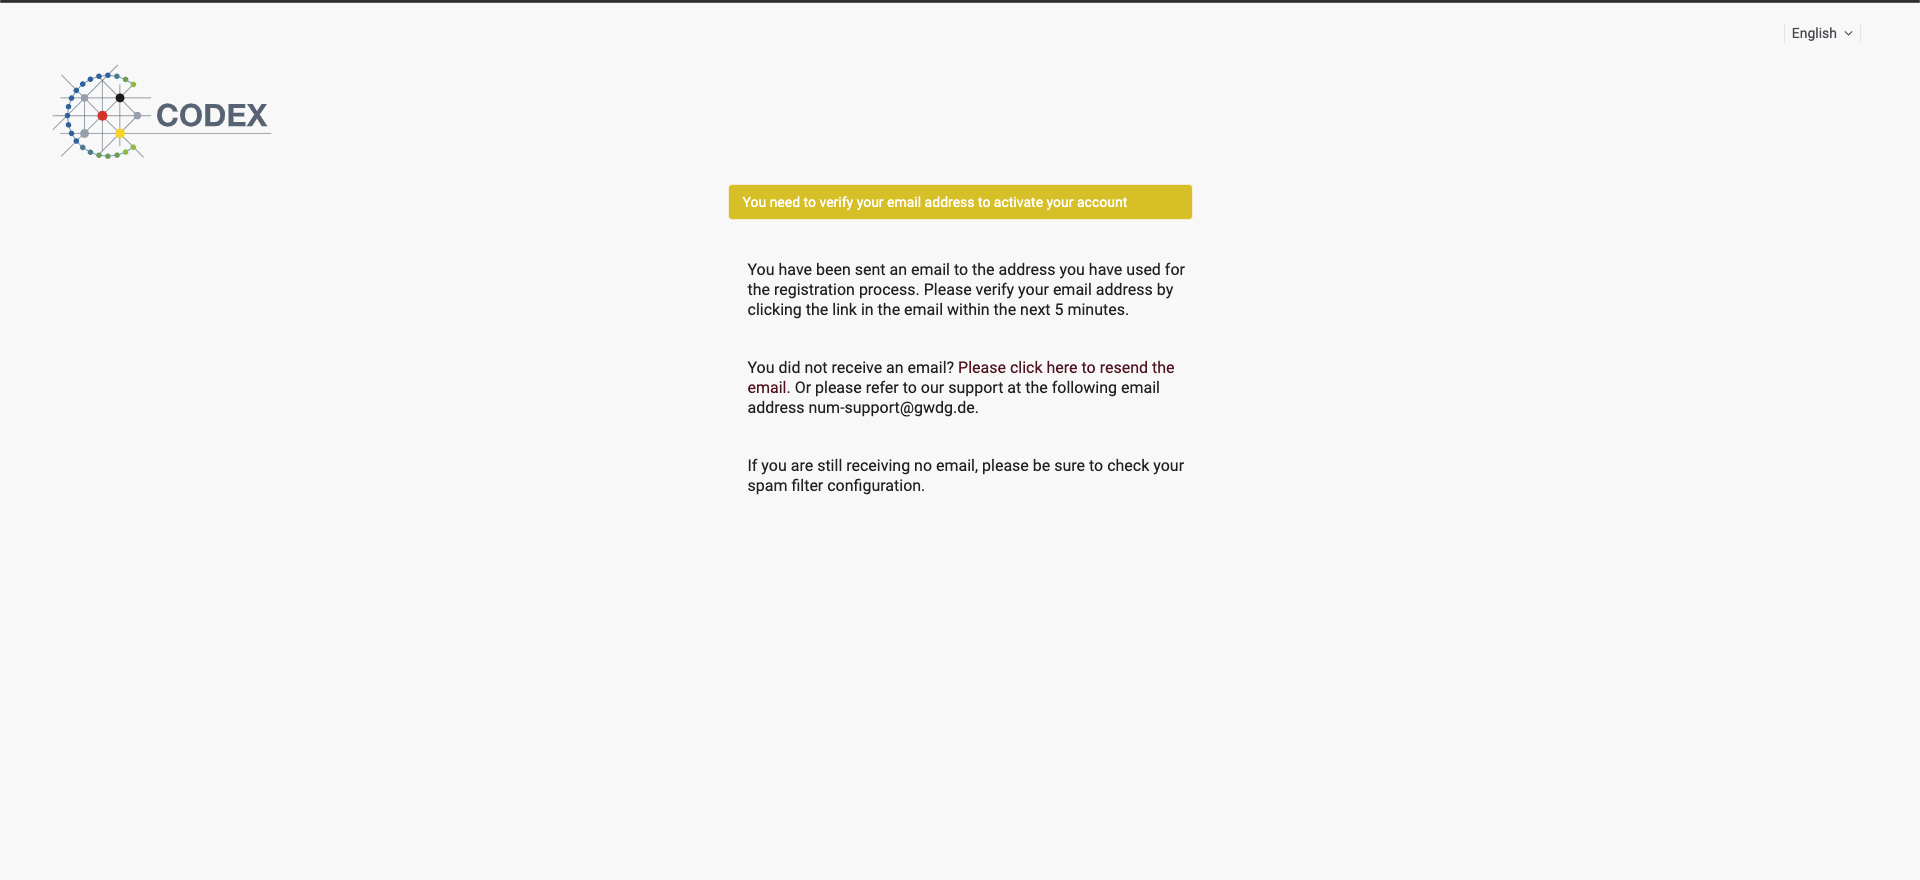 English
CODEX
You need to verify your email address to activate your account
You have been sent an email to the address you have used for
the registration process. Please verify your email address by
clicking the link in the email within the next 5 minutes.
You did not receive an email? Please click here to resend the
email. Or please refer to our support at the following email
address num-support@gwdg.de.
If you are still receiving no email, please be sure to check your
spam filter configuration.